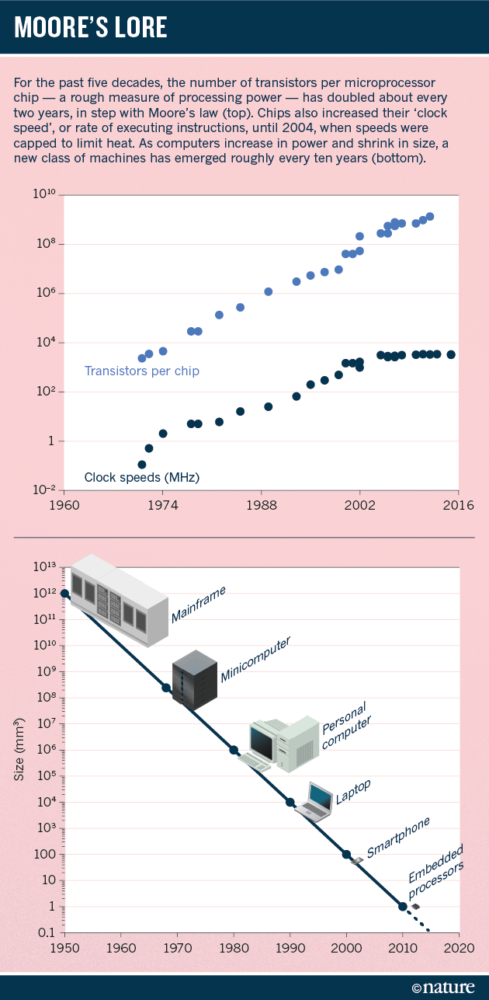 MOORE'S LORE
For the past five decades, the number of transistors per microprocessor
chip — a rough measure of processing power — has doubled about every
two years, in step with Moore's law (top). Chips also increased their 'clock
speed', or rate of executing instructions, until 2004, when speeds were
capped to limit heat. As computers increase in power and shrink in size, a
new class of machines has emerged roughly every ten years (bottom).
10¹⁰
10⁸
10⁶
10⁴
Transistors per chip
10²
1
Clock speeds (MHz)
10⁻²
1960 1974 1988 2002 2016
10¹³
10¹²
10¹¹
10¹⁰
10⁹
10⁸
10⁷
10⁶
10⁵
10⁴
10³
100
10
1
0.1
Size (mm³)
Mainframe
Minicomputer
Personal
computer
Laptop
Smartphone
Embedded
processors
1950 1960 1970 1980 1990 2000 2010 2020
©nature